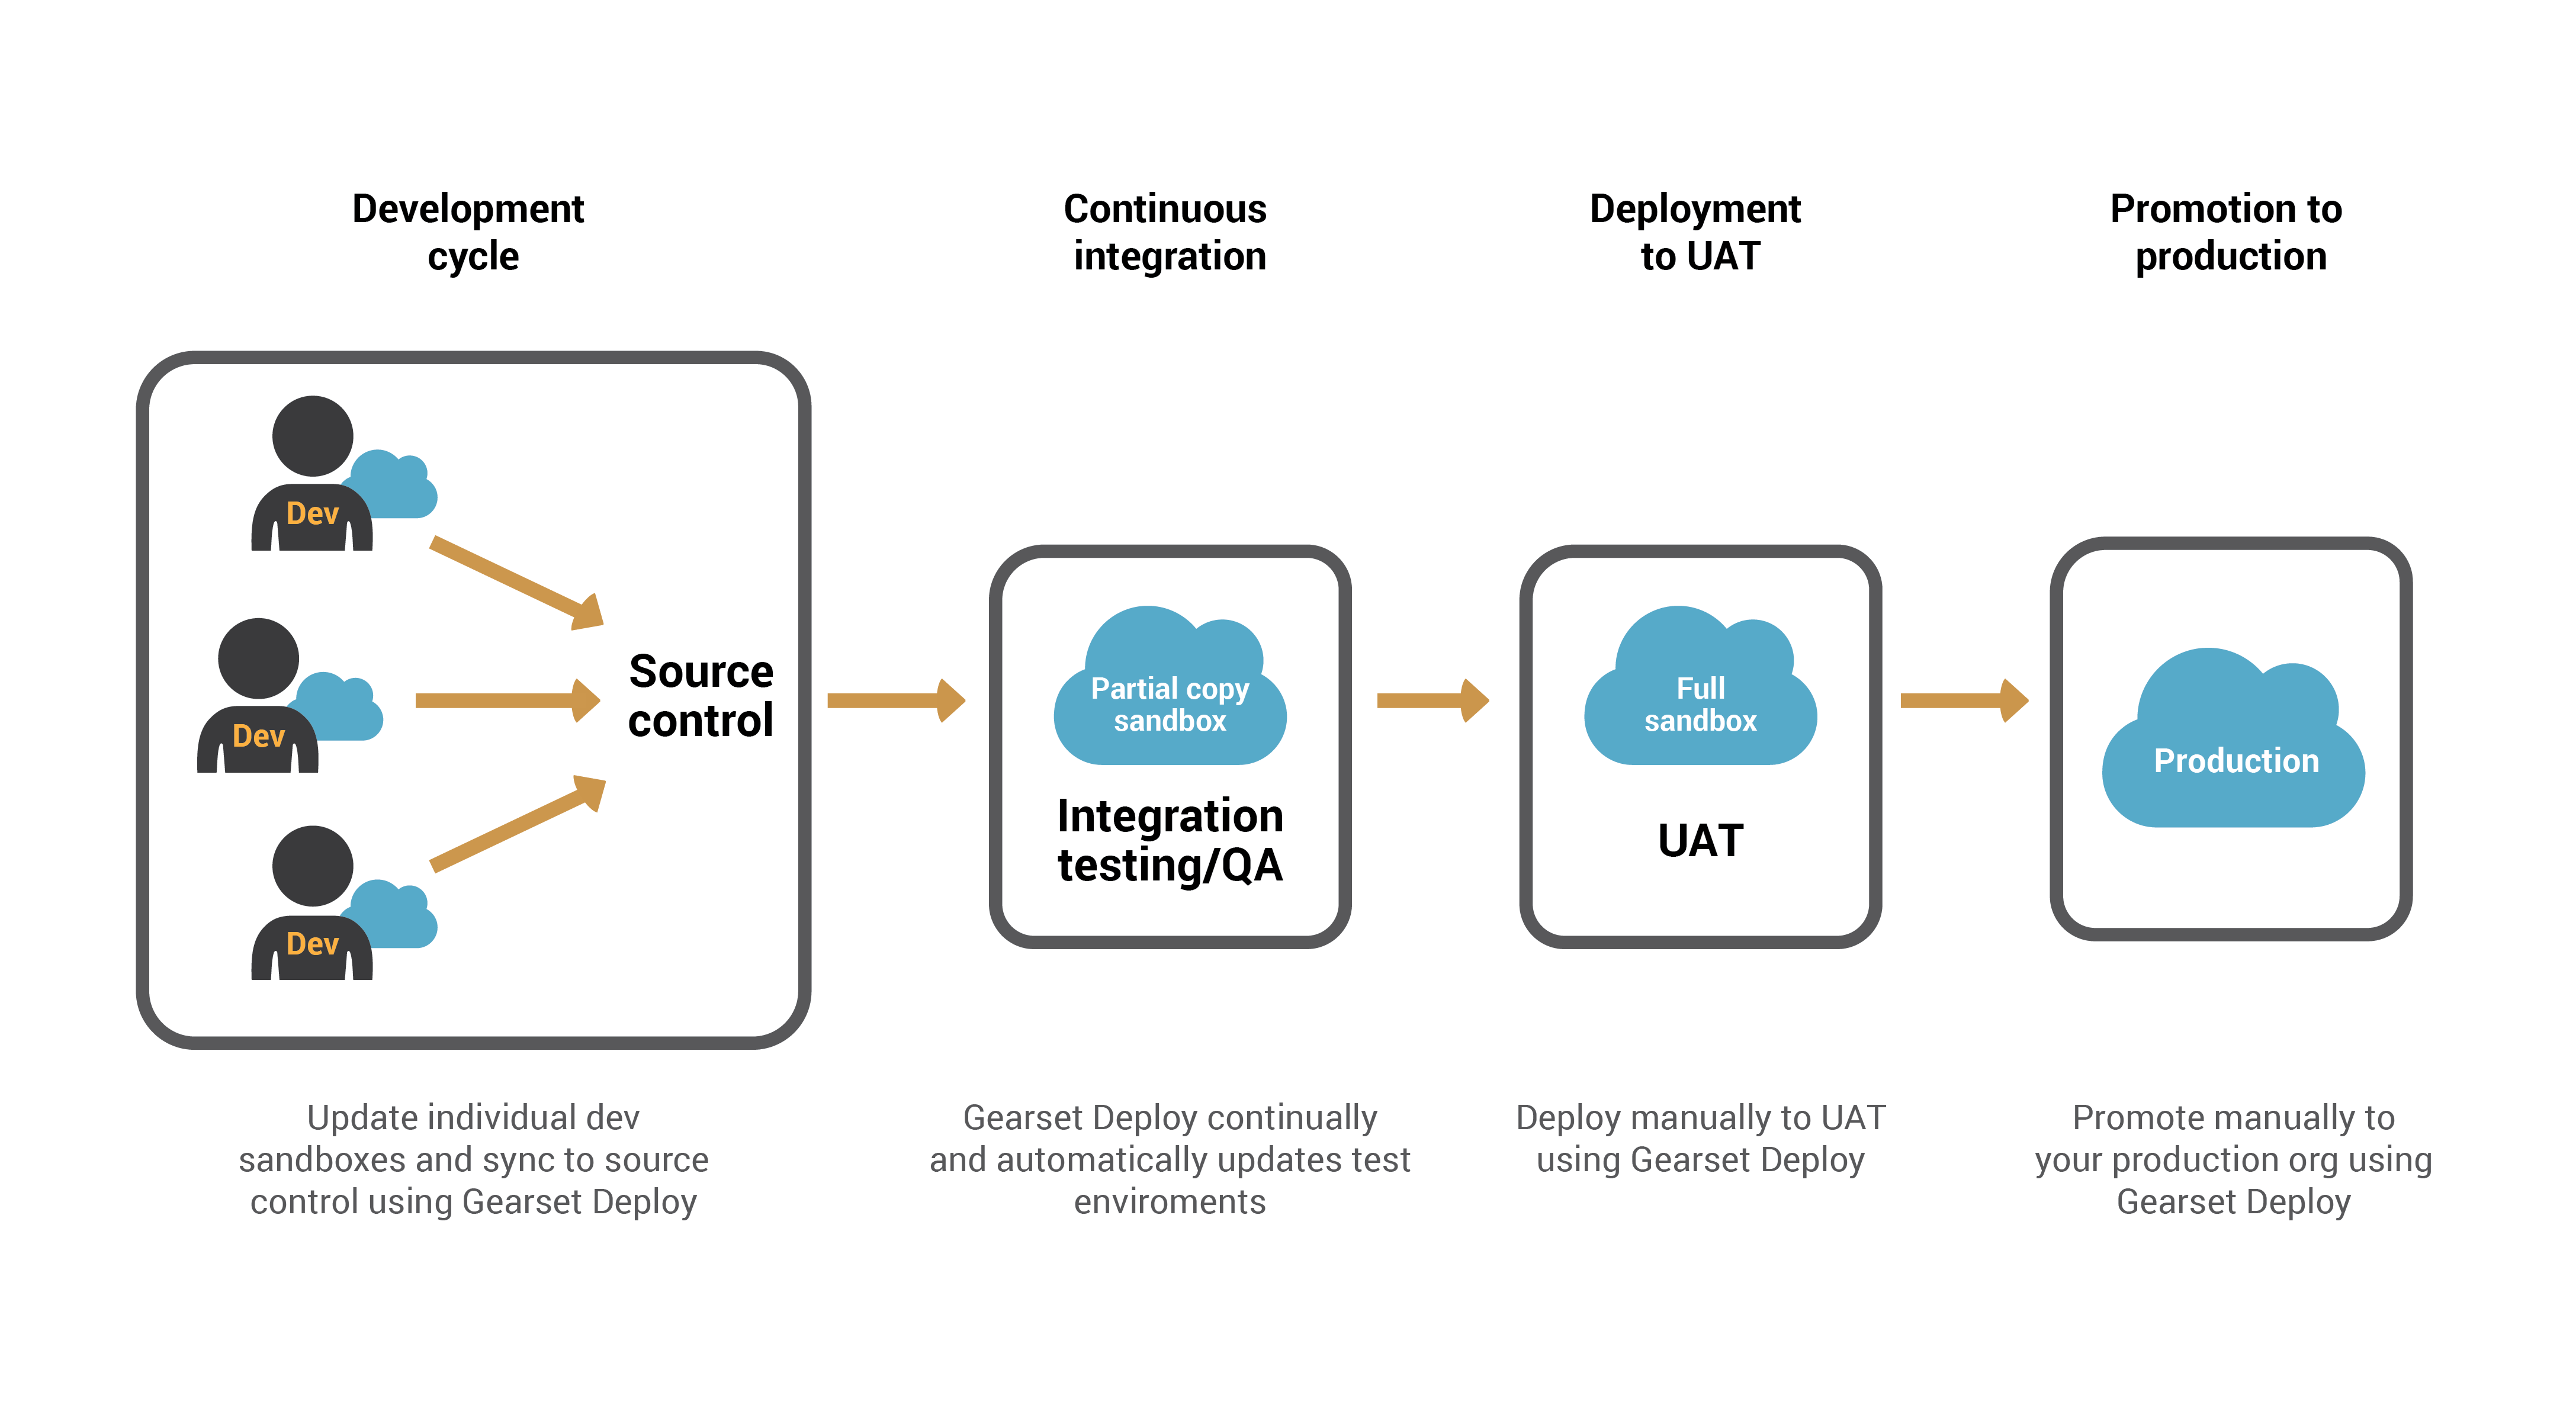 Development
cycle
Continuous
integration
Deployment
to UAT
Promotion to
production
Dev
Dev
Dev
Source
control
Partial copy
sandbox
Integration
testing/QA
Full
sandbox
UAT
Production
Update individual dev
sandboxes and sync to source
control using Gearset Deploy
Gearset Deploy continually
and automatically updates test
enviroments
Deploy manually to UAT
using Gearset Deploy
Promote manually to
your production org using
Gearset Deploy